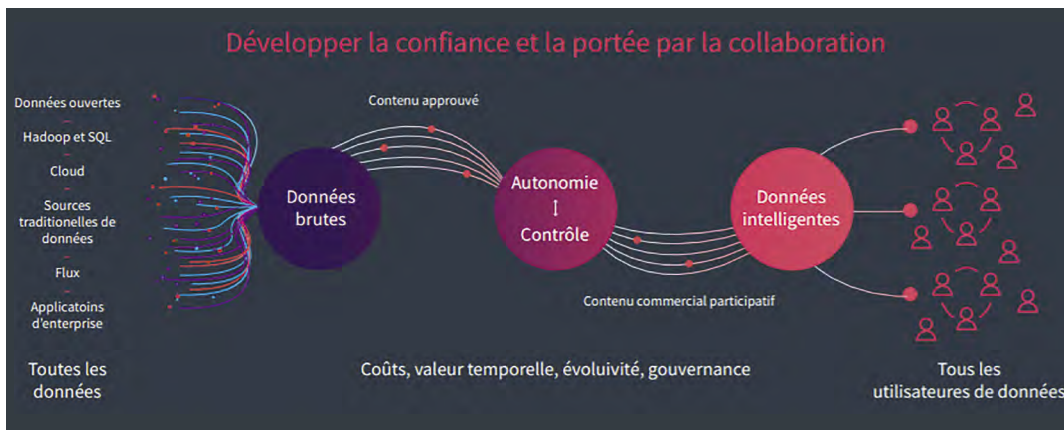 Développer la confiance et la portée par la collaboration
Données ouvertes
Hadoop et SQL
Cloud
Sources
traditionelles de
données
Flux
Applicatoins
d'enterprise
Toutes les
données
Données
brutes
Contenu approuvé
Autonomie
Contrôle
Contenu commercial participatif
Données
intelligentes
Coûts, valeur temporelle, évoluivité, gouvernance
Tous les
utilisateures de données